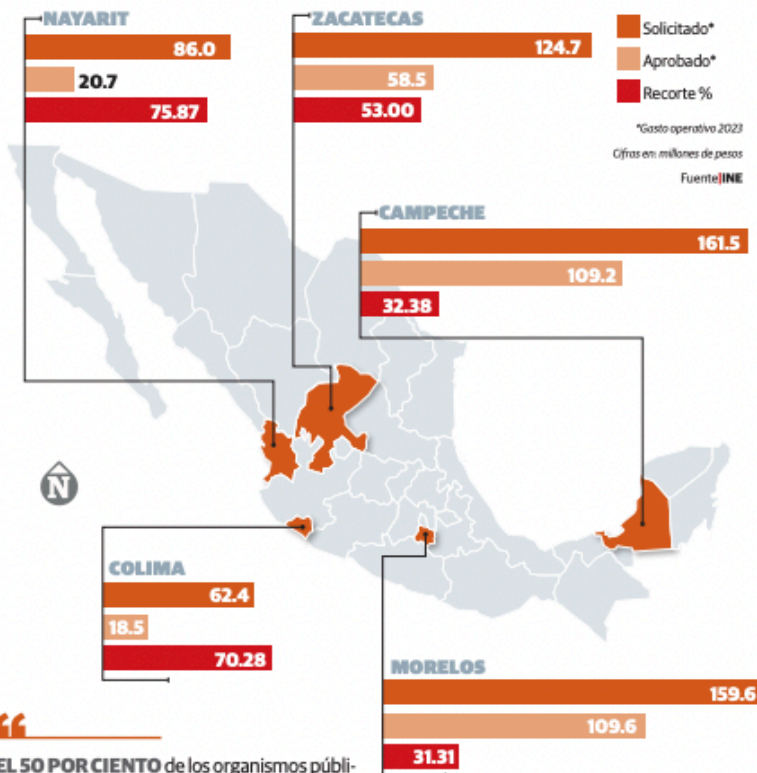 NAYARIT
86.0
20.7
75.87
ZACATECAS
124.7
58.5
53.00
Solicitado*
Aprobado*
Recorte %
*Gasto operativo 2023
Cifras en: millones de pesos
Fuente|INE
CAMPECHE
161.5
109.2
32.38
N
COLIMA
62.4
18.5
70.28
MORELOS
159.6
109.6
31.31
“
EL 50 POR CIENTO de los organismos públi-